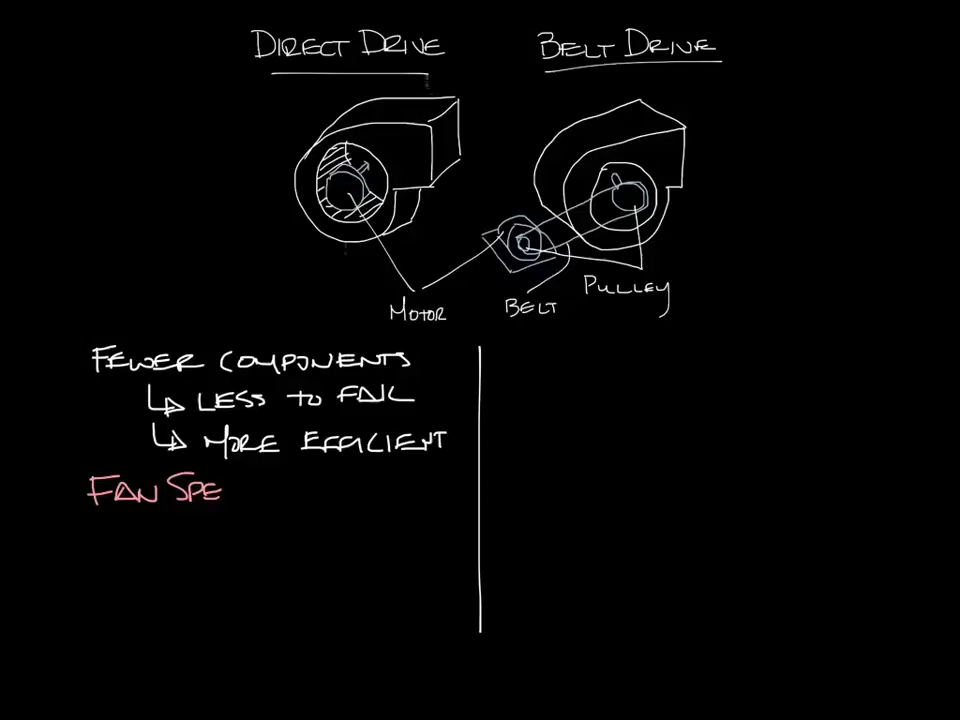 DIRECT DRIVE
BELT DRIVE
MOTOR
BELT
PULLEY
FEWER COMPONENTS
↳ LESS TO FAIL
↳ MORE EFFICIENT
FAN SPE